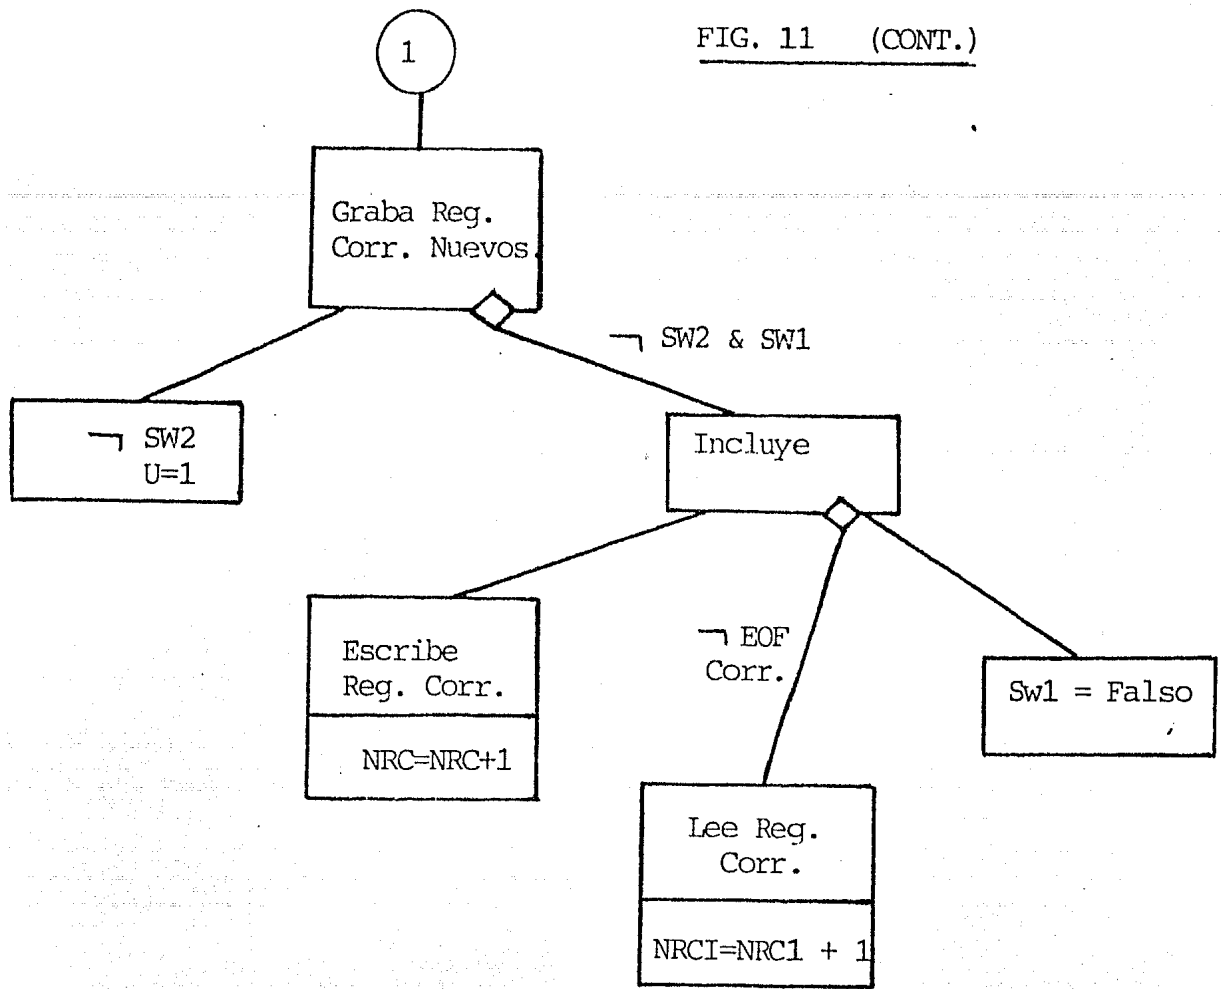 FIG. 11 (CONT.)
1
Graba Reg.
Corr. Nuevos.
¬ SW2 & SW1
¬ SW2
U=1
Incluye
Escribe
Reg. Corr.
NRC=NRC+1
¬ EOF
Corr.
Sw1 = Falso
Lee Reg.
Corr.
NRCI=NRC1 + 1